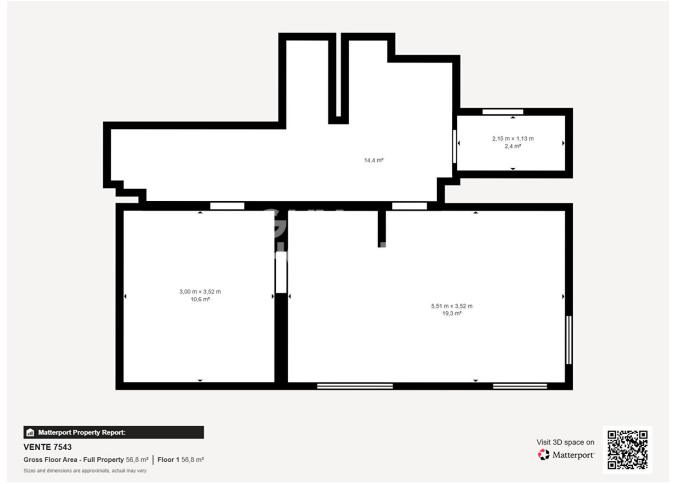 2,15 m × 1,13 m
2,4 m²
14,4 m²
3,00 m × 3,52 m
10,6 m²
5,51 m × 3,52 m
19,3 m²
Matterport Property Report:
VENTE 7543
Gross Floor Area - Full Property 56,8 m² | Floor 1 56,8 m²
Sizes and dimensions are approximate, actual may vary
Visit 3D space on
Matterport